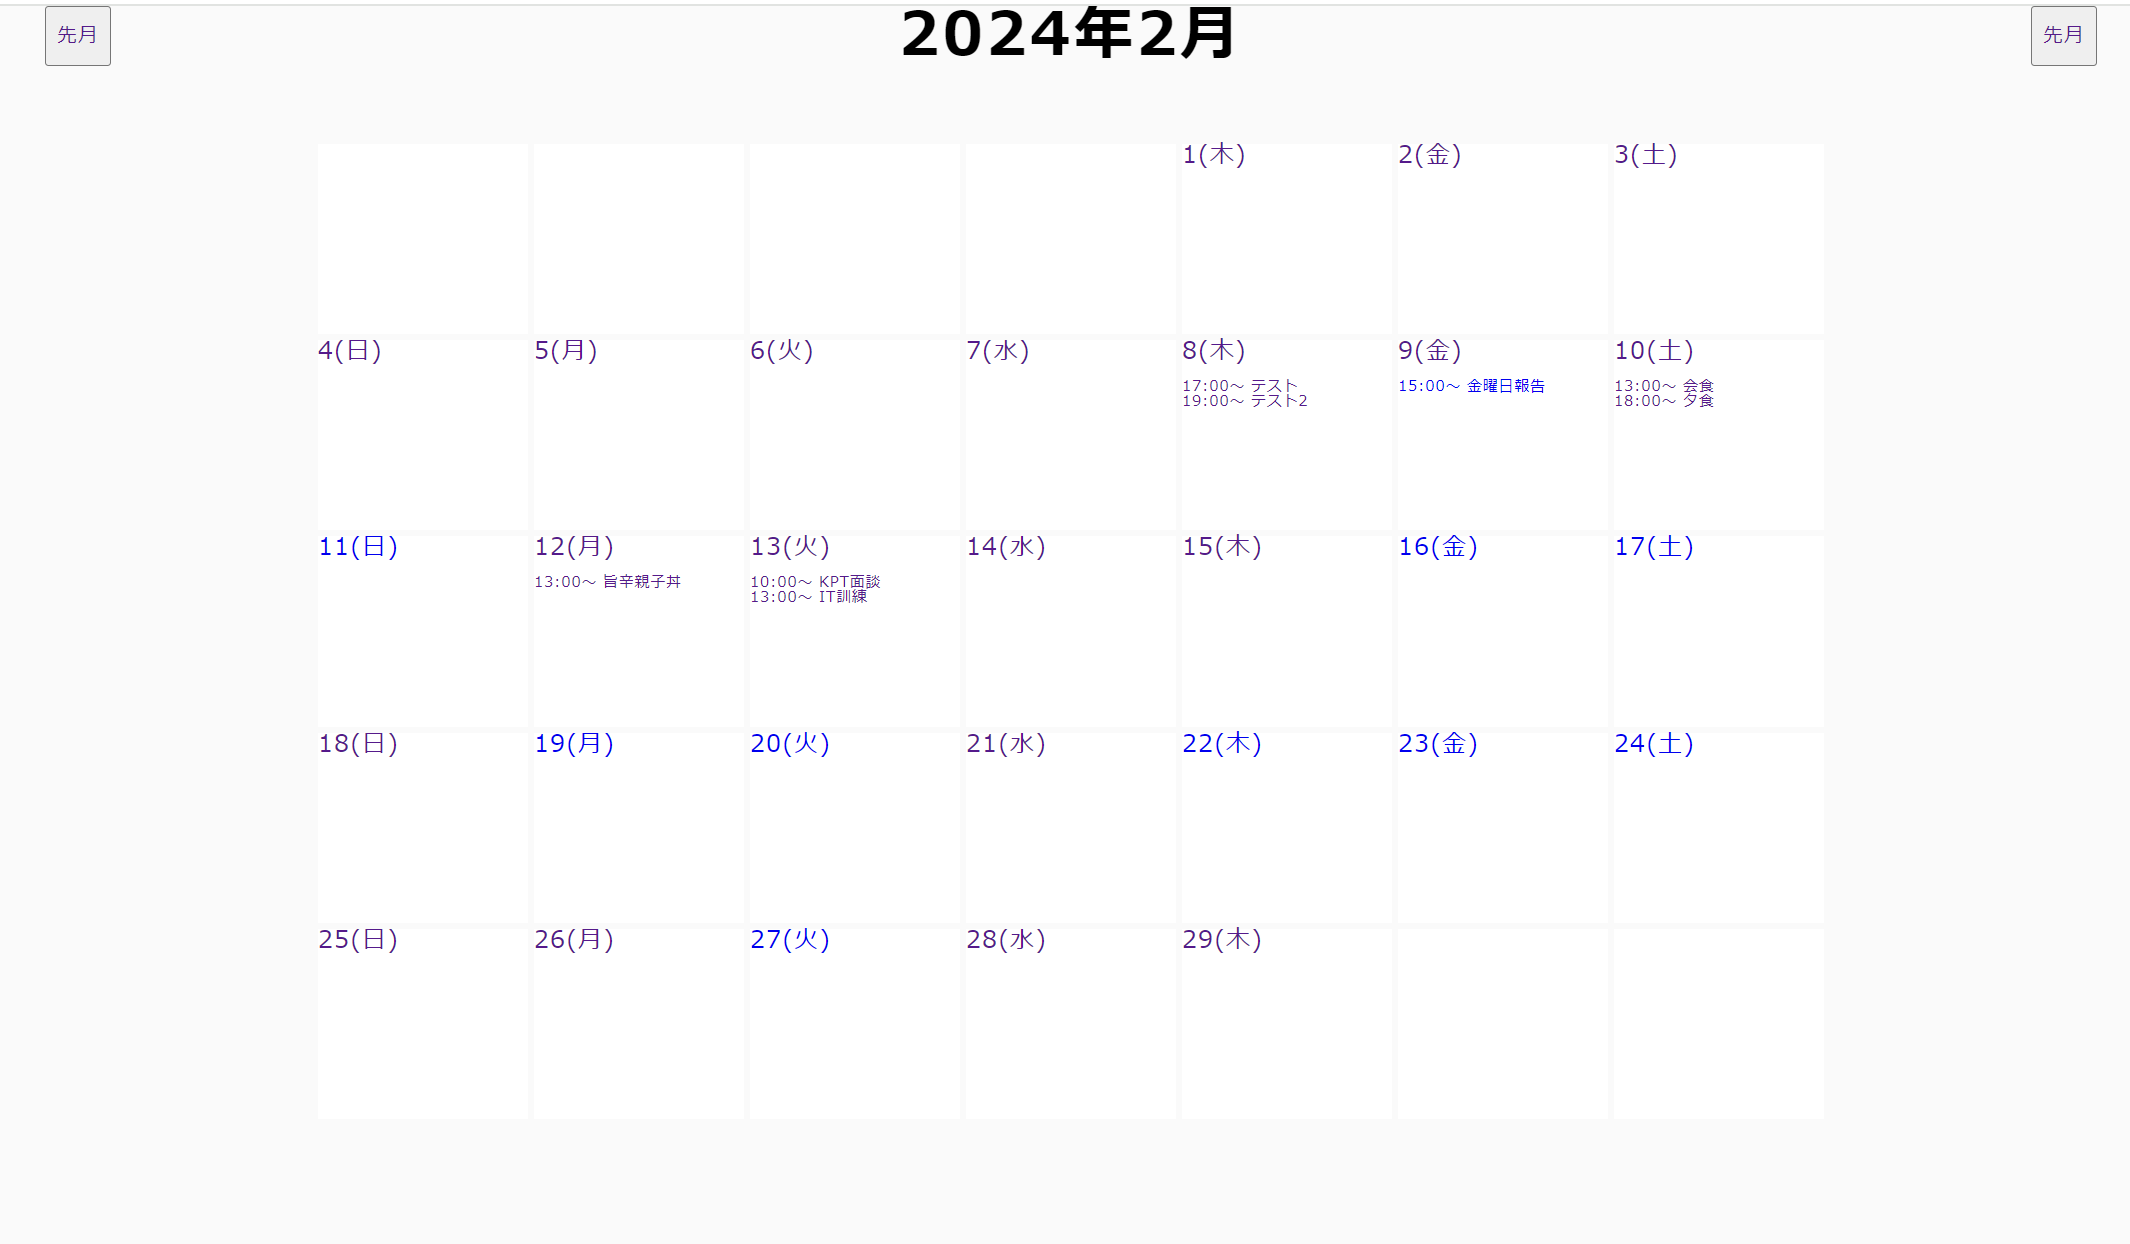 先月
2024年2月
先月
1(木)
2(金)
3(土)
4(日)
5(月)
6(火)
7(水)
8(木)
17:00～ テスト
19:00～ テスト2
9(金)
15:00～ 金曜日報告
10(土)
13:00～ 会食
18:00～ 夕食
11(日)
12(月)
13:00～ 旨辛親子丼
13(火)
10:00～ KPT面談
13:00～ IT訓練
14(水)
15(木)
16(金)
17(土)
18(日)
19(月)
20(火)
21(水)
22(木)
23(金)
24(土)
25(日)
26(月)
27(火)
28(水)
29(木)